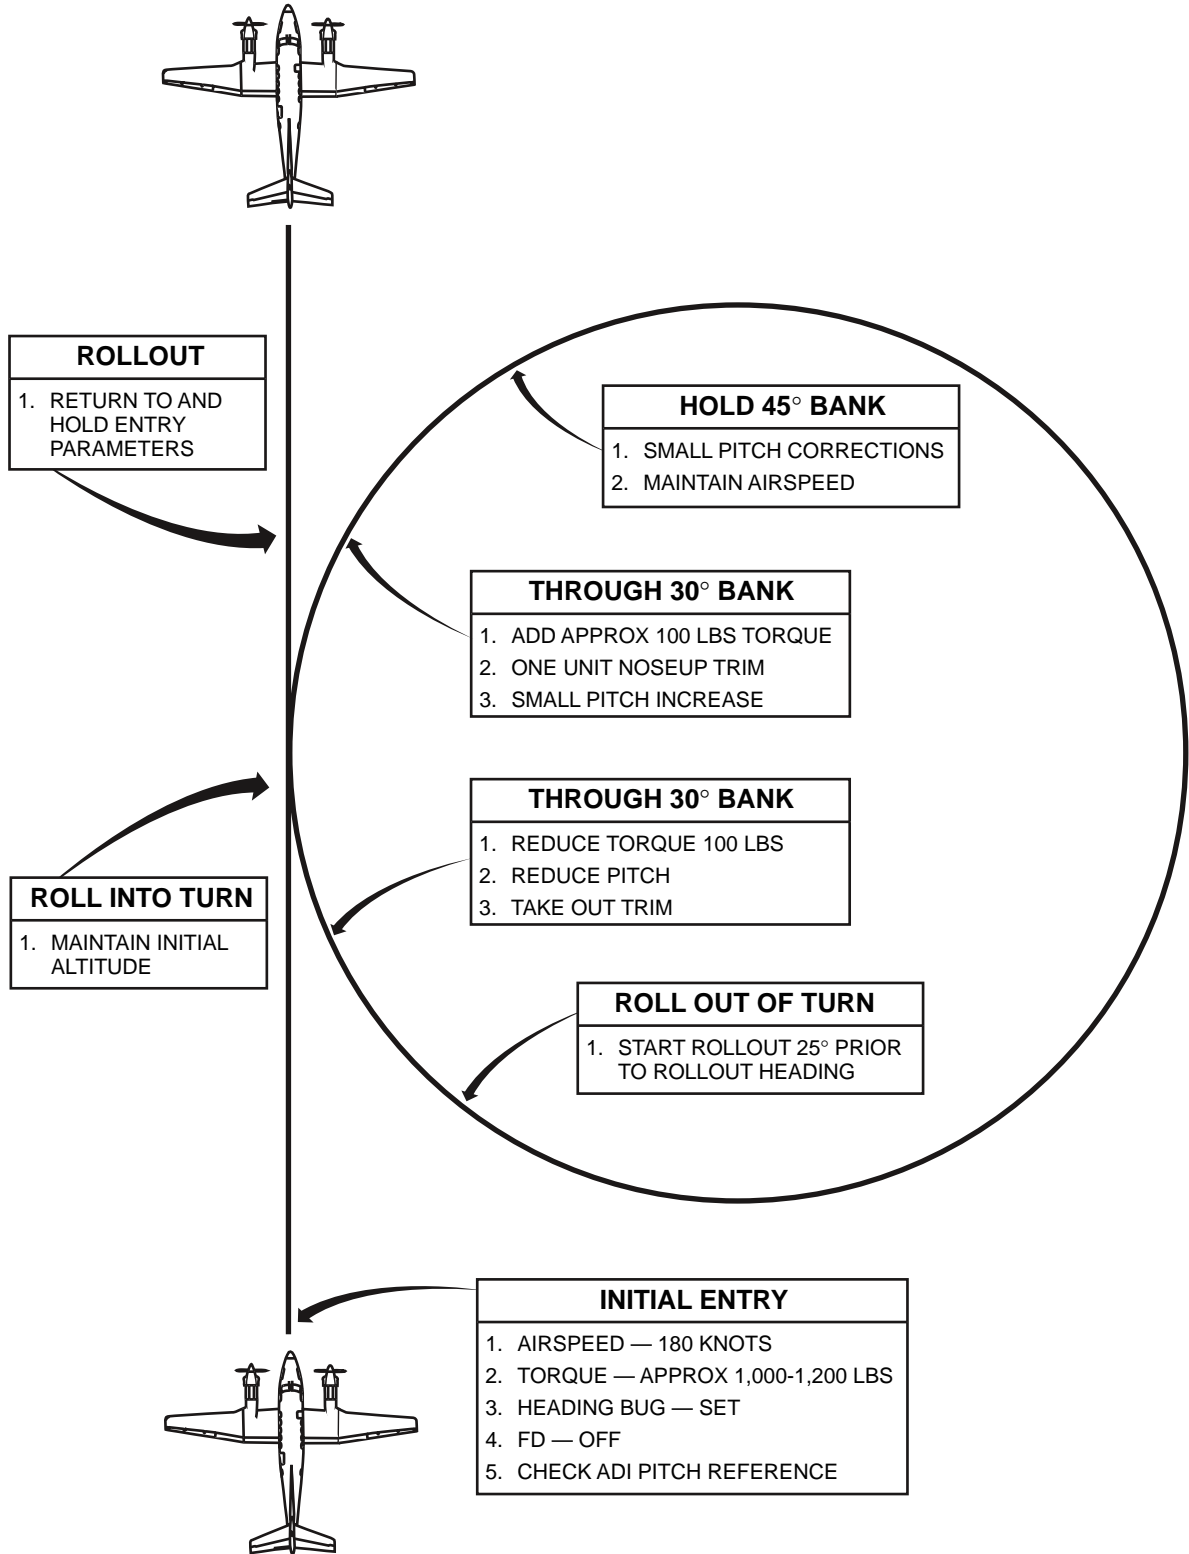 ROLLOUT
1. RETURN TO AND
HOLD ENTRY
PARAMETERS
HOLD 45° BANK
1. SMALL PITCH CORRECTIONS
2. MAINTAIN AIRSPEED
THROUGH 30° BANK
1. ADD APPROX 100 LBS TORQUE
2. ONE UNIT NOSEUP TRIM
3. SMALL PITCH INCREASE
THROUGH 30° BANK
1. REDUCE TORQUE 100 LBS
2. REDUCE PITCH
3. TAKE OUT TRIM
ROLL INTO TURN
1. MAINTAIN INITIAL
ALTITUDE
ROLL OUT OF TURN
1. START ROLLOUT 25° PRIOR
TO ROLLOUT HEADING
INITIAL ENTRY
1. AIRSPEED — 180 KNOTS
2. TORQUE — APPROX 1,000-1,200 LBS
3. HEADING BUG — SET
4. FD — OFF
5. CHECK ADI PITCH REFERENCE